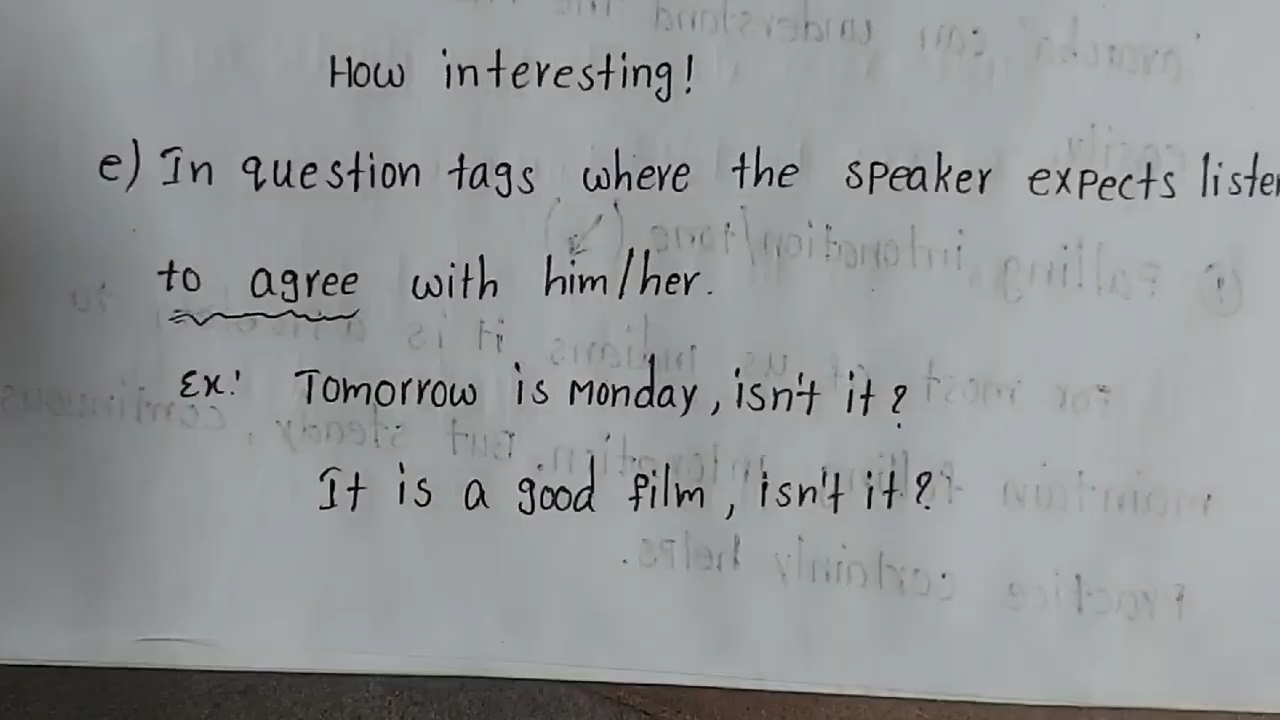 How interesting!
e) In question tags where the speaker expects liste
to agree with him/her.
Ex: Tomorrow is Monday, isn't it?
It is a good film, isn't it?